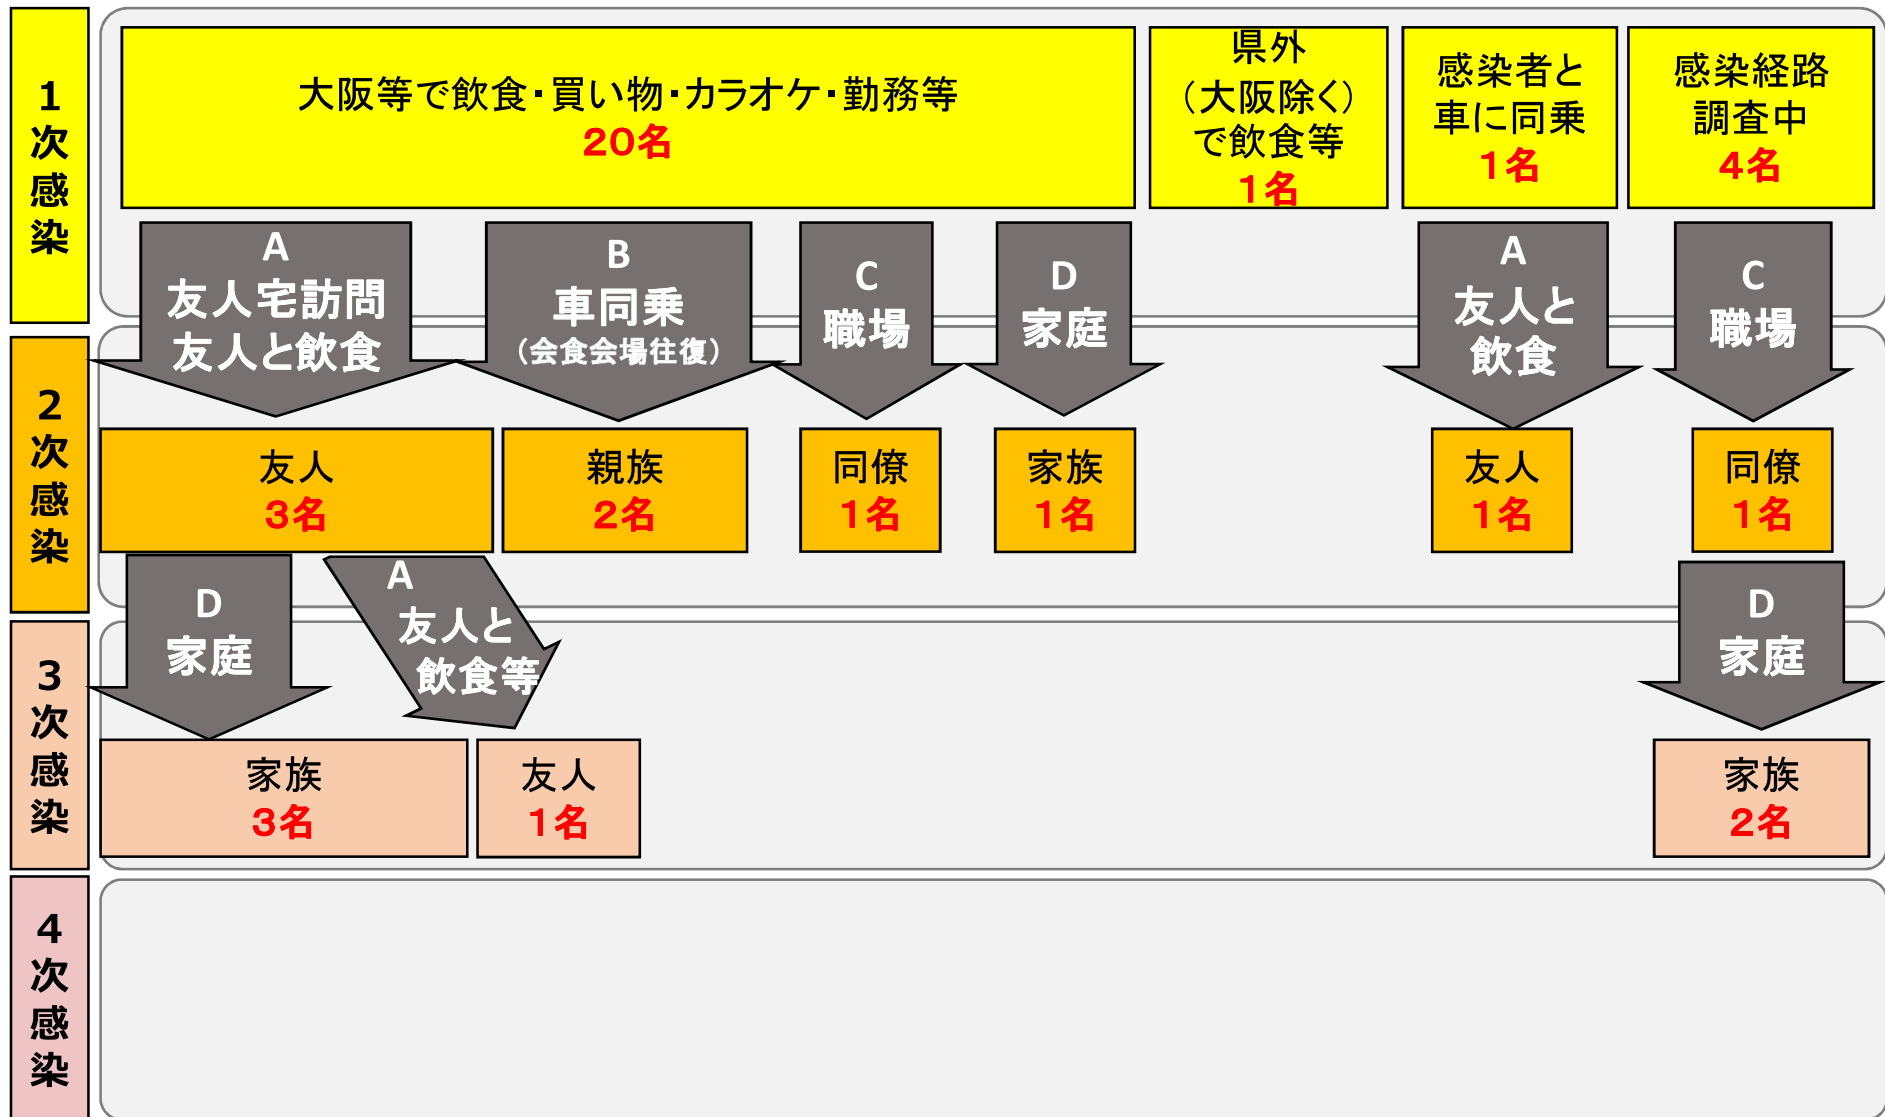 1次感染
大阪等で飲食・買い物・カラオケ・勤務等
20名
県外
（大阪除く）
で飲食等
1名
感染者と
車に同乗
1名
感染経路
調査中
4名
A
友人宅訪問
友人と飲食
B
車同乗
（会食会場往復）
C
職場
D
家庭
A
友人と
飲食
C
職場
2次感染
友人
3名
親族
2名
同僚
1名
家族
1名
友人
1名
同僚
1名
D
家庭
A
友人と
飲食等
D
家庭
3次感染
家族
3名
友人
1名
家族
2名
4次感染